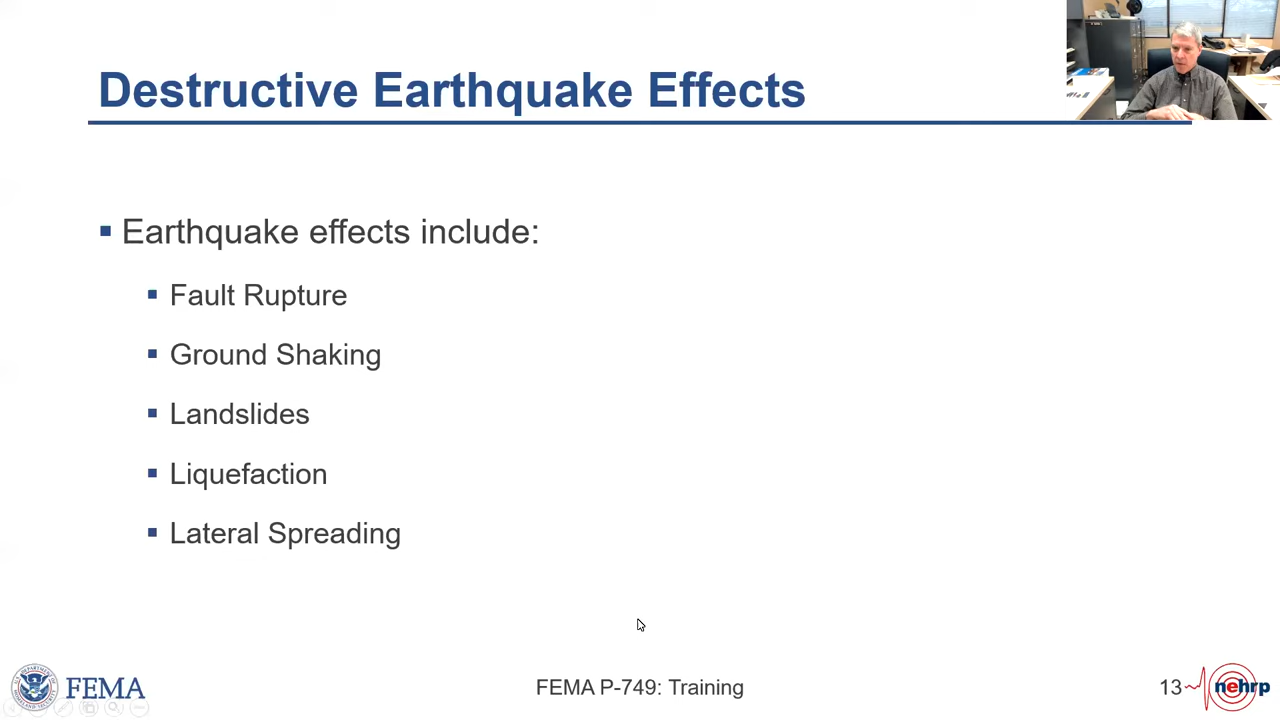 Destructive Earthquake Effects
Earthquake effects include:
Fault Rupture
Ground Shaking
Landslides
Liquefaction
Lateral Spreading
FEMA
FEMA P-749: Training
13
nehrp